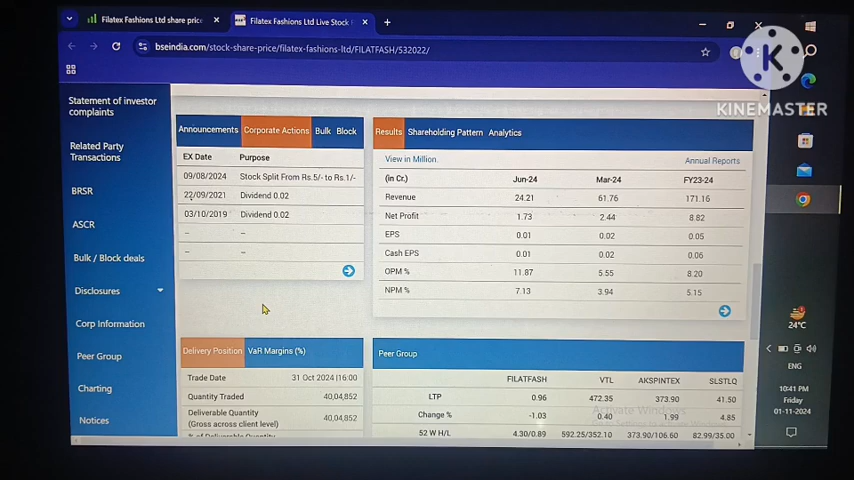 Filatex Fashions Ltd share price
Filatex Fashions Ltd Live Stock P
bseindia.com/stock-share-price/filatex-fashions-ltd/FILATFASH/532022/
KINEMASTER
Statement of investor
complaints
Related Party
Transactions
BRSR
ASCR
Bulk / Block deals
Disclosures
Corp Information
Peer Group
Charting
Notices
Announcements Corporate Actions Bulk Block
EX Date Purpose
09/08/2024 Stock Split From Rs.5/- to Rs.1/-
22/09/2021 Dividend 0.02
03/10/2019 Dividend 0.02
-- --
-- --
Results Shareholding Pattern Analytics
View in Million. Annual Reports
(in Cr.) Jun-24 Mar-24 FY23-24
Revenue 24.21 61.76 171.16
Net Profit 1.73 2.44 8.82
EPS 0.01 0.02 0.05
Cash EPS 0.01 0.02 0.06
OPM % 11.87 5.55 8.20
NPM % 7.13 3.94 5.15
Delivery Position VaR Margins (%)
Trade Date 31 Oct 2024|16:00
Quantity Traded 40,04,852
Deliverable Quantity 40,04,852
(Gross across client level)
Peer Group
FILATFASH VTL AKSPINTEX SLSTLQ
LTP 0.96 472.35 373.90 41.50
Change % -1.03 0.40 1.99 4.85
52 W H/L 4.30/0.89 592.25/352.10 373.90/106.60 82.99/35.00
Activate Windows
24°C
ENG
10:41 PM
Friday
01-11-2024